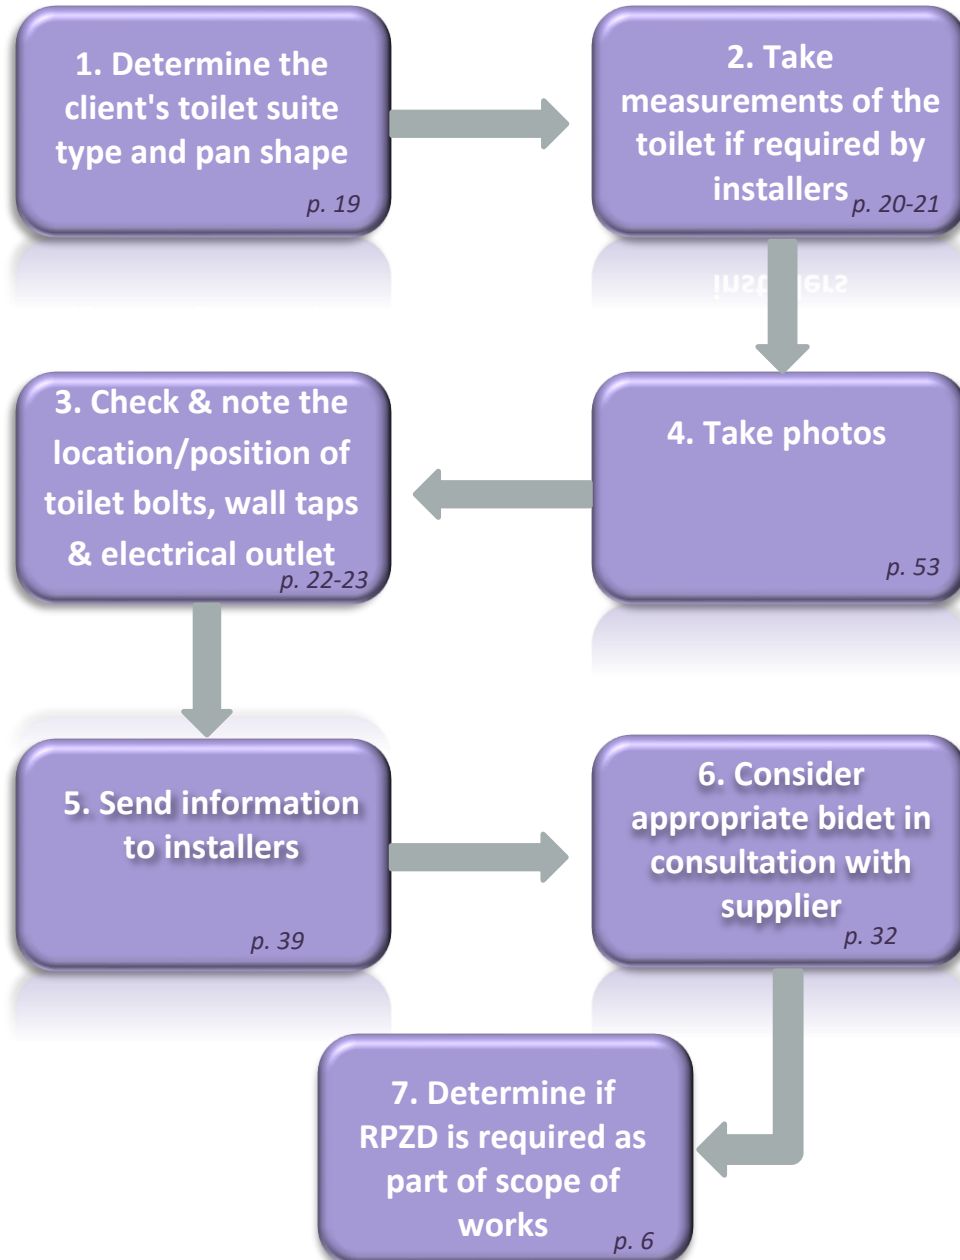 1. Determine the
client's toilet suite
type and pan shape
p. 19
2. Take
measurements of the
toilet if required by
installers
p. 20-21
3. Check & note the
location/position of
toilet bolts, wall taps
& electrical outlet
p. 22-23
4. Take photos
p. 53
5. Send information
to installers
p. 39
6. Consider
appropriate bidet in
consultation with
supplier
p. 32
7. Determine if
RPZD is required as
part of scope of
works
p. 6